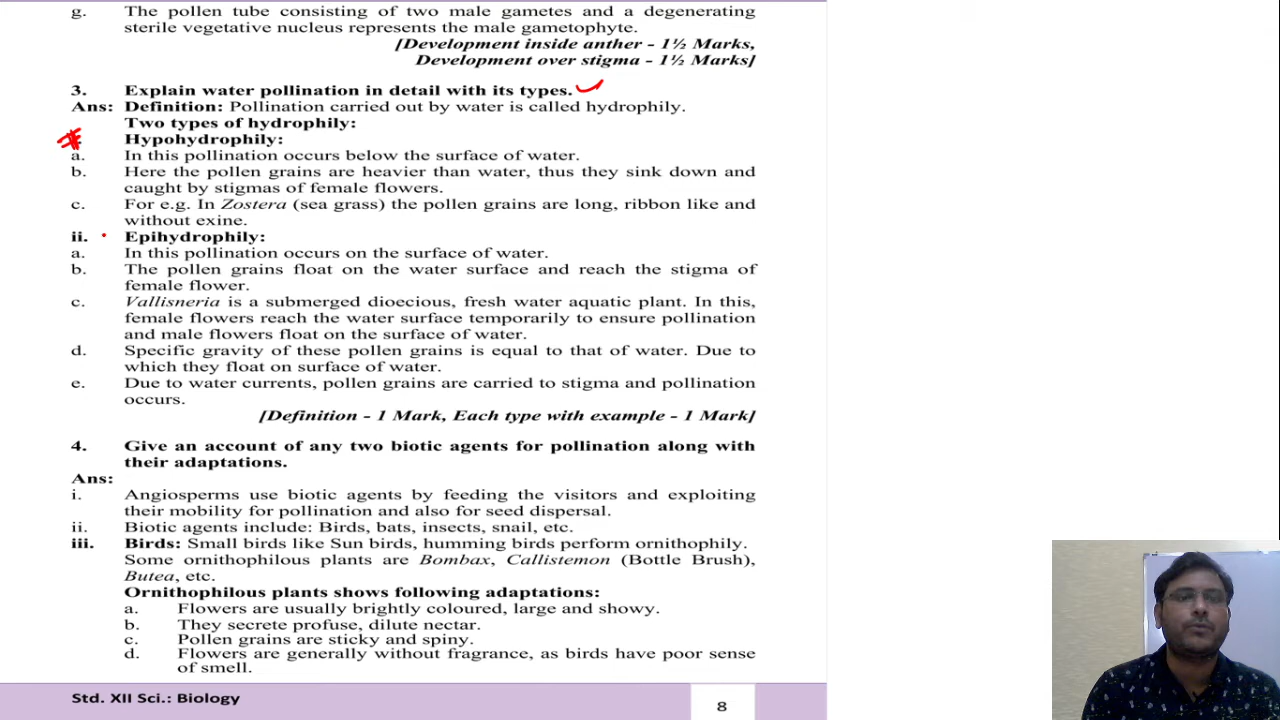 g. The pollen tube consisting of two male gametes and a degenerating
sterile vegetative nucleus represents the male gametophyte.
[Development inside anther - 1½ Marks,
Development over stigma - 1½ Marks]
3. Explain water pollination in detail with its types.
Ans: Definition: Pollination carried out by water is called hydrophily.
Two types of hydrophily:
Hypohydrophily:
a. In this pollination occurs below the surface of water.
b. Here the pollen grains are heavier than water, thus they sink down and
caught by stigmas of female flowers.
c. For e.g. In Zostera (sea grass) the pollen grains are long, ribbon like and
without exine.
ii. Epihydrophily:
a. In this pollination occurs on the surface of water.
b. The pollen grains float on the water surface and reach the stigma of
female flower.
c. Vallisneria is a submerged dioecious, fresh water aquatic plant. In this,
female flowers reach the water surface temporarily to ensure pollination
and male flowers float on the surface of water.
d. Specific gravity of these pollen grains is equal to that of water. Due to
which they float on surface of water.
e. Due to water currents, pollen grains are carried to stigma and pollination
occurs.
[Definition - 1 Mark, Each type with example - 1 Mark]
4. Give an account of any two biotic agents for pollination along with
their adaptations.
Ans:
i. Angiosperms use biotic agents by feeding the visitors and exploiting
their mobility for pollination and also for seed dispersal.
ii. Biotic agents include: Birds, bats, insects, snail, etc.
iii. Birds: Small birds like Sun birds, humming birds perform ornithophily.
Some ornithophilous plants are Bombax, Callistemon (Bottle Brush),
Butea, etc.
Ornithophilous plants shows following adaptations:
a. Flowers are usually brightly coloured, large and showy.
b. They secrete profuse, dilute nectar.
c. Pollen grains are sticky and spiny.
d. Flowers are generally without fragrance, as birds have poor sense
of smell.
Std. XII Sci.: Biology
8